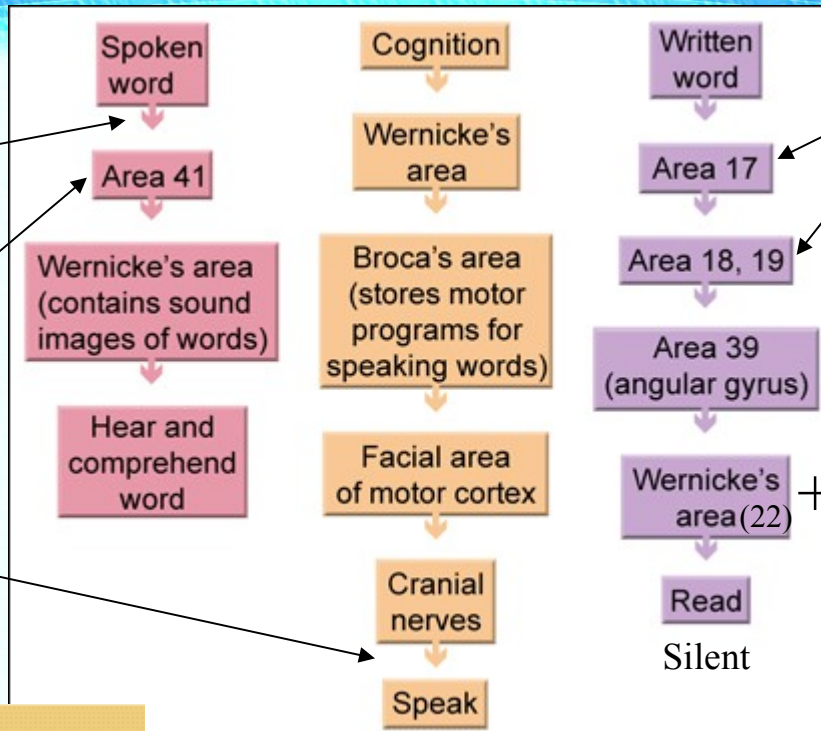 Spoken
word
Area 41
Wernicke's area
(contains sound
images of words)
Hear and
comprehend
word
Cognition
Wernicke's
area
Broca's area
(stores motor
programs for
speaking words)
Facial area
of motor cortex
Cranial
nerves
Speak
Written
word
Area 17
Area 18, 19
Area 39
(angular gyrus)
Wernicke's +
area (22)
Read
Silent